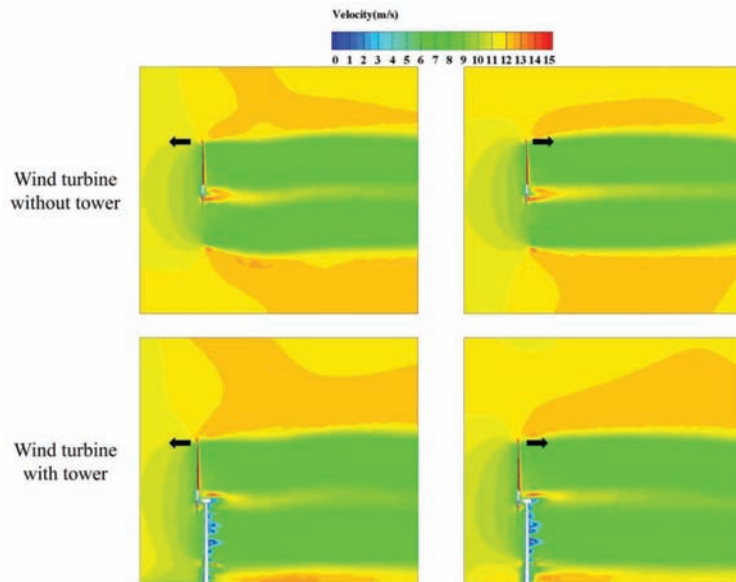 Velocity(m/s)
0 1 2 3 4 5 6 7 8 9 10 11 12 13 14 15
Wind turbine
without tower
Wind turbine
with tower